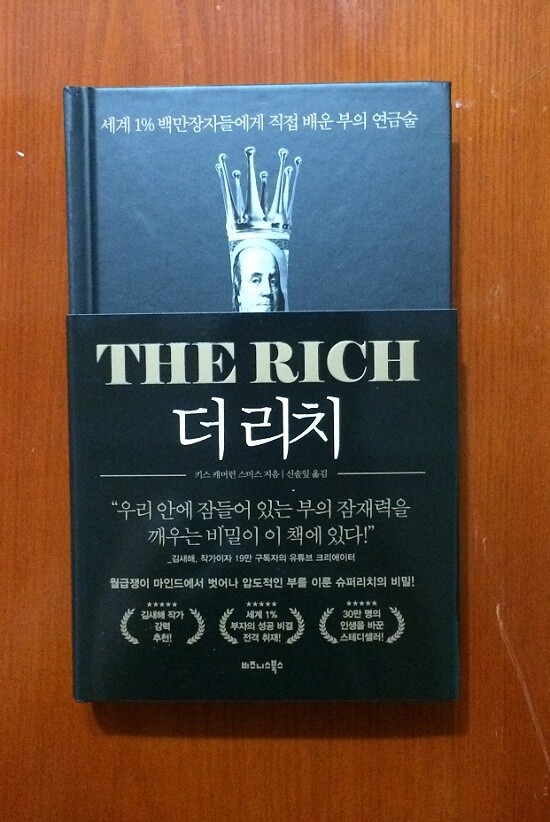 세계 1% 백만장자들에게 직접 배운 부의 연금술
THE RICH
더 리치
키스 캐머런 스미스 지음 | 신솔잎 옮김
“우리 안에 잠들어 있는 부의 잠재력을
깨우는 비밀이 이 책에 있다!”
_김새해, 작가이자 19만 구독자의 유튜브 크리에이터
월급쟁이 마인드에서 벗어나 압도적인 부를 이룬 슈퍼리치의 비밀!
★★★★★
김새해 작가
강력
추천!
★★★★★
세계 1%
부자의 성공 비결
전격 취재!
★★★★★
30만 명의
인생을 바꾼
스테디셀러!
비즈니스북스